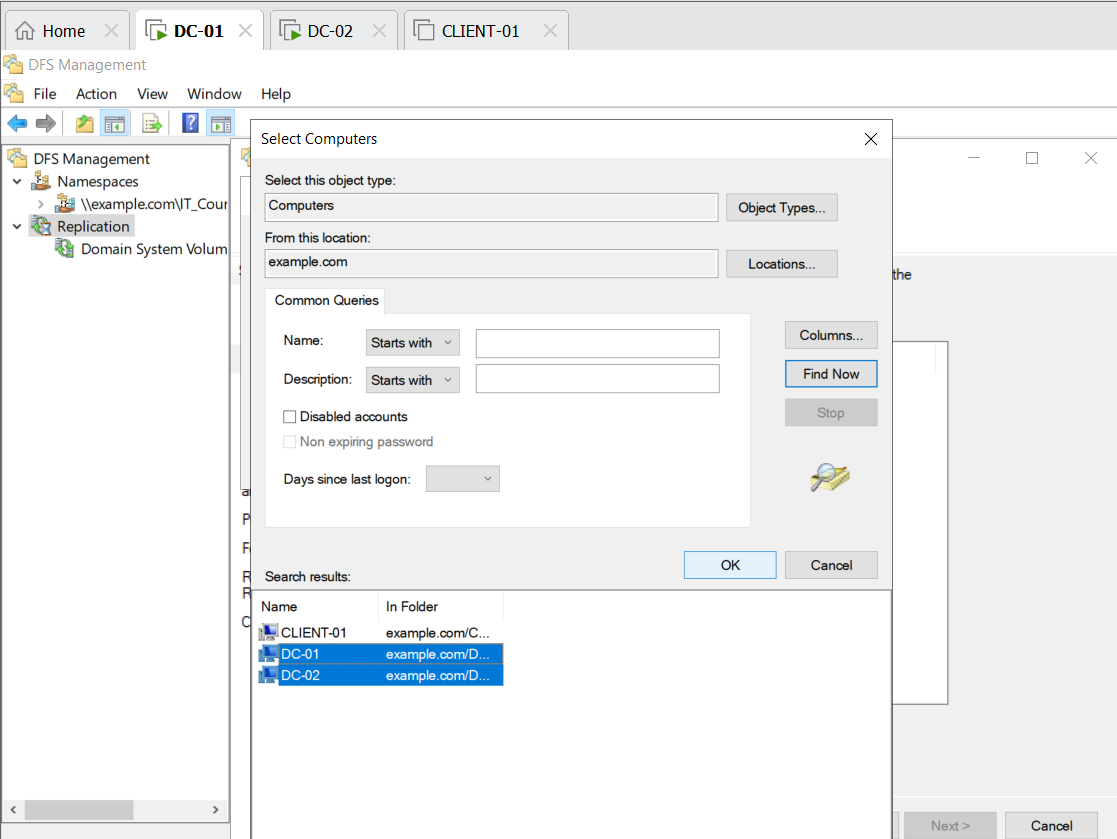 Home
DC-01
DC-02
CLIENT-01
DFS Management
File Action View Window Help
DFS Management
Namespaces
\\example.com\IT_Cour
Replication
Domain System Volum
Select Computers
Select this object type:
Computers
Object Types...
From this location:
example.com
Locations...
the
Common Queries
Name:
Starts with
Columns...
Description:
Starts with
Find Now
Disabled accounts
Stop
Non expiring password
Days since last logon:
OK
Cancel
Search results:
Name In Folder
CLIENT-01 example.com/C...
DC-01 example.com/D...
DC-02 example.com/D...
Next >
Cancel